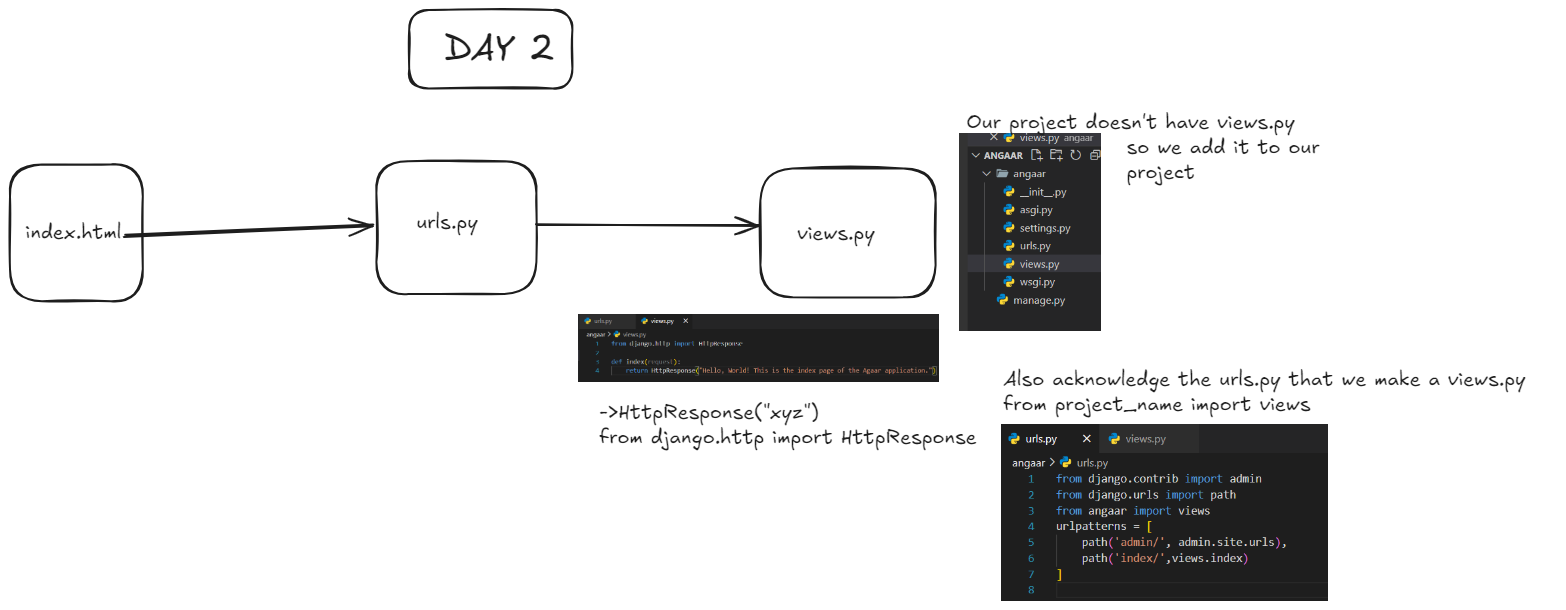 DAY 2
index.html
urls.py
views.py
Our project doesn't have views.py
so we add it to our
project
views.py angaar
ANGAAR
angaar
__init__.py
asgi.py
settings.py
urls.py
views.py
wsgi.py
manage.py
urls.py views.py
angaar > views.py
1 from django.http import HttpResponse
2
3 def index(request):
4 return HttpResponse("Hello, World! This is the index page of the Agaar application.")
->HttpResponse("xyz")
from django.http import HttpResponse
Also acknowledge the urls.py that we make a views.py
from project_name import views
urls.py views.py
angaar > urls.py
1 from django.contrib import admin
2 from django.urls import path
3 from angaar import views
4 urlpatterns = [
5 path('admin/', admin.site.urls),
6 path('index/',views.index)
7 ]
8